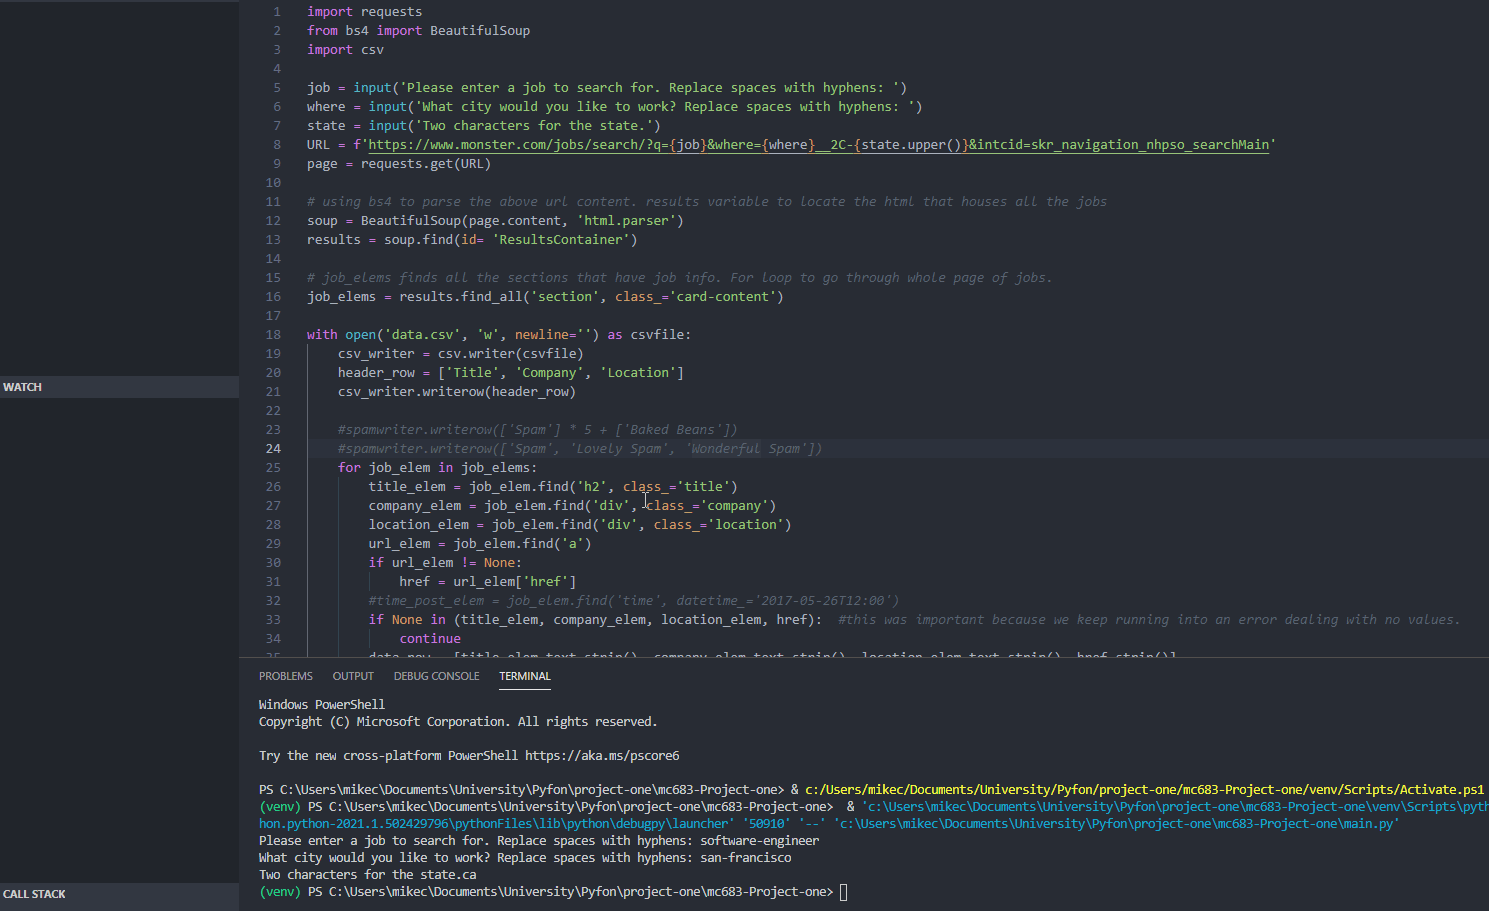 1 import requests
2 from bs4 import BeautifulSoup
3 import csv
4
5 job = input('Please enter a job to search for. Replace spaces with hyphens: ')
6 where = input('What city would you like to work? Replace spaces with hyphens: ')
7 state = input('Two characters for the state.')
8 URL = f'https://www.monster.com/jobs/search/?q={job}&where={where}__2C-{state.upper()}&intcid=skr_navigation_nhpso_searchMain'
9 page = requests.get(URL)
10
11 # using bs4 to parse the above url content. results variable to locate the html that houses all the jobs
12 soup = BeautifulSoup(page.content, 'html.parser')
13 results = soup.find(id= 'ResultsContainer')
14
15 # job_elems finds all the sections that have job info. For loop to go through whole page of jobs.
16 job_elems = results.find_all('section', class_='card-content')
17
18 with open('data.csv', 'w', newline='') as csvfile:
19 csv_writer = csv.writer(csvfile)
20 header_row = ['Title', 'Company', 'Location']
21 csv_writer.writerow(header_row)
22
WATCH
23 #spamwriter.writerow(['Spam'] * 5 + ['Baked Beans'])
24 #spamwriter.writerow(['Spam', 'Lovely Spam', 'Wonderful Spam'])
25 for job_elem in job_elems:
26 title_elem = job_elem.find('h2', class_='title')
27 company_elem = job_elem.find('div', class_='company')
28 location_elem = job_elem.find('div', class_='location')
29 url_elem = job_elem.find('a')
30 if url_elem != None:
31 href = url_elem['href']
32 #time_post_elem = job_elem.find('time', datetime_='2017-05-26T12:00')
33 if None in (title_elem, company_elem, location_elem, href): #this was important because we keep running into an error dealing with no values.
34 continue
35 data_row = [title_elem.text.strip(), company_elem.text.strip(), location_elem.text.strip(), href.strip()]
PROBLEMS OUTPUT DEBUG CONSOLE TERMINAL
Windows PowerShell
Copyright (C) Microsoft Corporation. All rights reserved.
Try the new cross-platform PowerShell https://aka.ms/pscore6
PS C:\Users\mikec\Documents\University\Pyfon\project-one\mc683-Project-one> & c:/Users/mikec/Documents/University/Pyfon/project-one/mc683-Project-one/venv/Scripts/Activate.ps1
(venv) PS C:\Users\mikec\Documents\University\Pyfon\project-one\mc683-Project-one> & 'c:\Users\mikec\Documents\University\Pyfon\project-one\mc683-Project-one\venv\Scripts\pyth
hon.python-2021.1.502429796\pythonFiles\lib\python\debugpy\launcher' '50910' '--' 'c:\Users\mikec\Documents\University\Pyfon\project-one\mc683-Project-one\main.py'
Please enter a job to search for. Replace spaces with hyphens: software-engineer
What city would you like to work? Replace spaces with hyphens: san-francisco
Two characters for the state.ca
(venv) PS C:\Users\mikec\Documents\University\Pyfon\project-one\mc683-Project-one>
CALL STACK